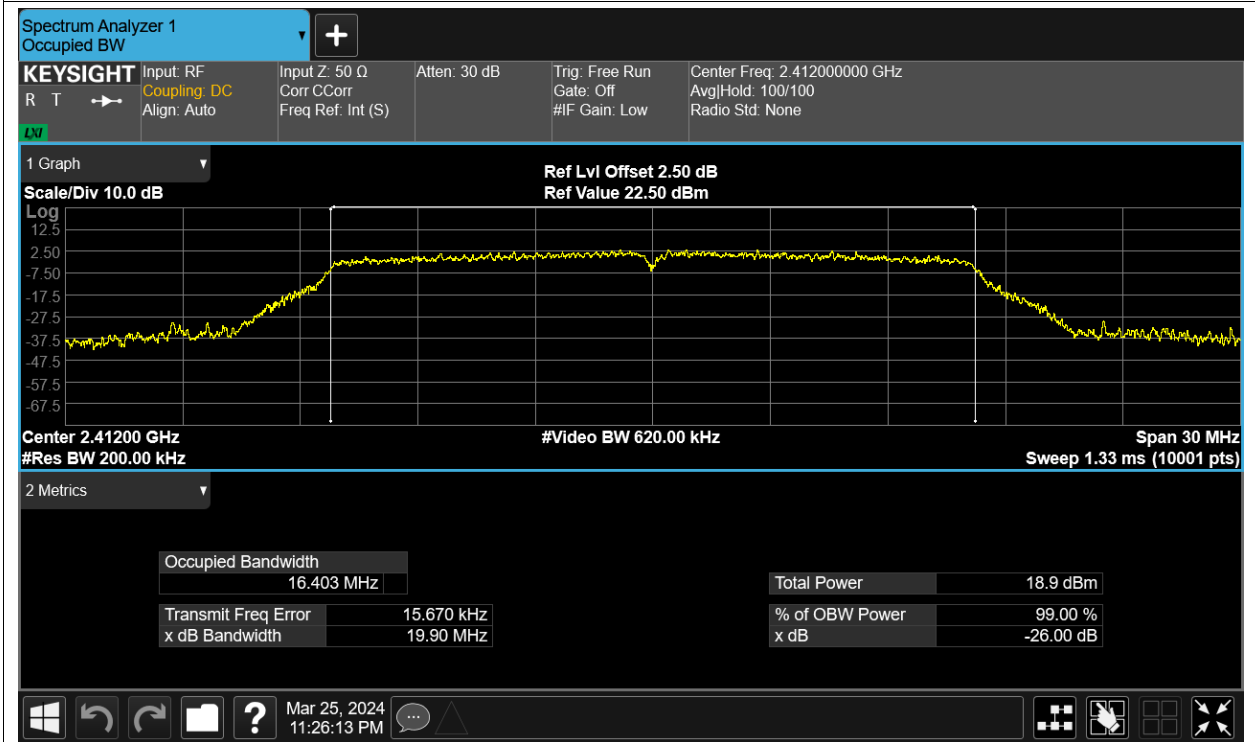 Spectrum Analyzer 1
Occupied BW
KEYSIGHT
R T
LXI
Input: RF
Coupling: DC
Align: Auto
Input Z: 50 Ω
Corr CCorr
Freq Ref: Int (S)
Atten: 30 dB
Trig: Free Run
Gate: Off
#IF Gain: Low
Center Freq: 2.412000000 GHz
Avg|Hold: 100/100
Radio Std: None
1 Graph
Scale/Div 10.0 dB
Ref Lvl Offset 2.50 dB
Ref Value 22.50 dBm
Log
12.5
2.50
-7.50
-17.5
-27.5
-37.5
-47.5
-57.5
-67.5
Center 2.41200 GHz
#Video BW 620.00 kHz
Span 30 MHz
#Res BW 200.00 kHz
Sweep 1.33 ms (10001 pts)
2 Metrics
Occupied Bandwidth
16.403 MHz
Total Power 18.9 dBm
Transmit Freq Error 15.670 kHz
% of OBW Power 99.00 %
x dB Bandwidth 19.90 MHz
x dB -26.00 dB
?
Mar 25, 2024
11:26:13 PM